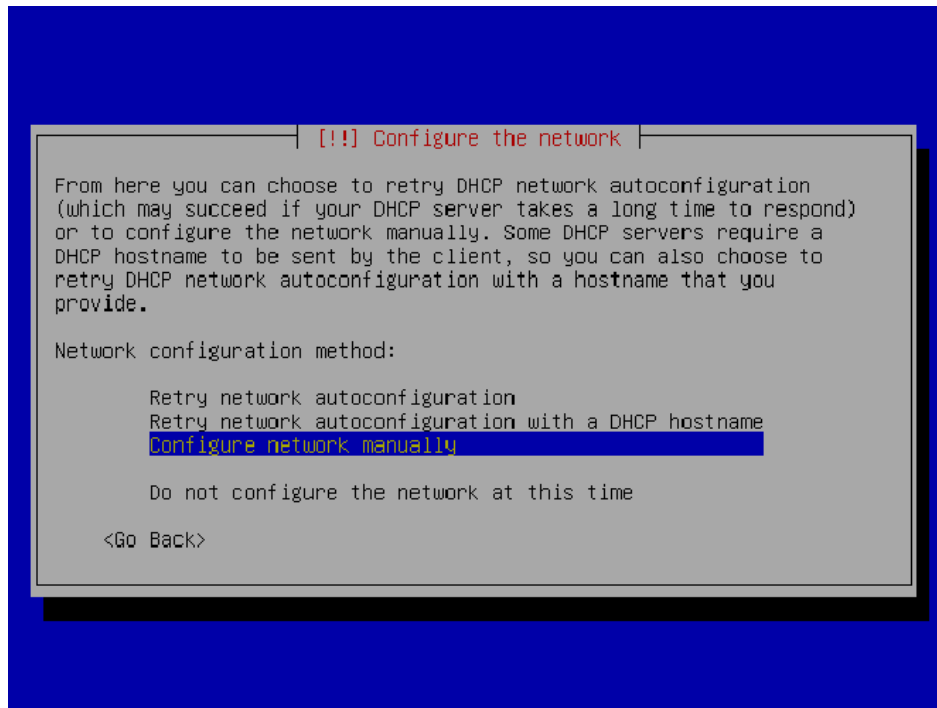 [!!] Configure the network
From here you can choose to retry DHCP network autoconfiguration
(which may succeed if your DHCP server takes a long time to respond)
or to configure the network manually. Some DHCP servers require a
DHCP hostname to be sent by the client, so you can also choose to
retry DHCP network autoconfiguration with a hostname that you
provide.
Network configuration method:
Retry network autoconfiguration
Retry network autoconfiguration with a DHCP hostname
Configure network manually
Do not configure the network at this time
<Go Back>